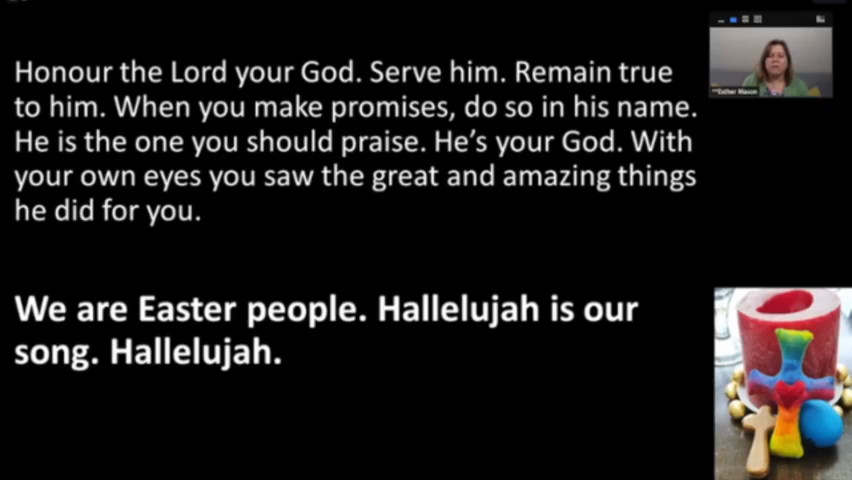 Honour the Lord your God. Serve him. Remain true
to him. When you make promises, do so in his name.
He is the one you should praise. He’s your God. With
your own eyes you saw the great and amazing things
he did for you.
We are Easter people. Hallelujah is our
song. Hallelujah.
**Esther Mason